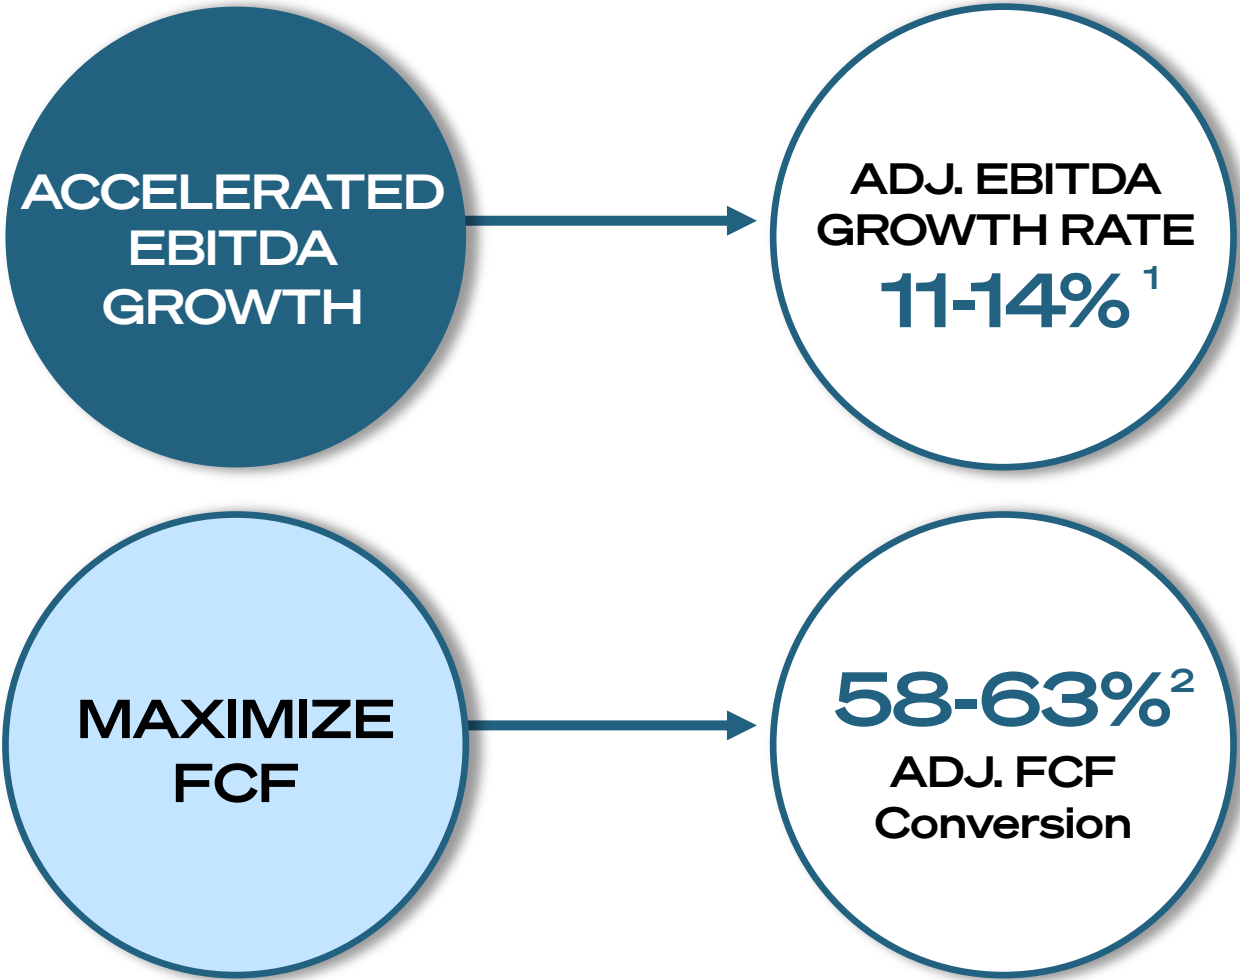 ACCELERATED
EBITDA
GROWTH
ADJ. EBITDA
GROWTH RATE
11-14% 1
MAXIMIZE
FCF
58-63%2
ADJ. FCF
Conversion